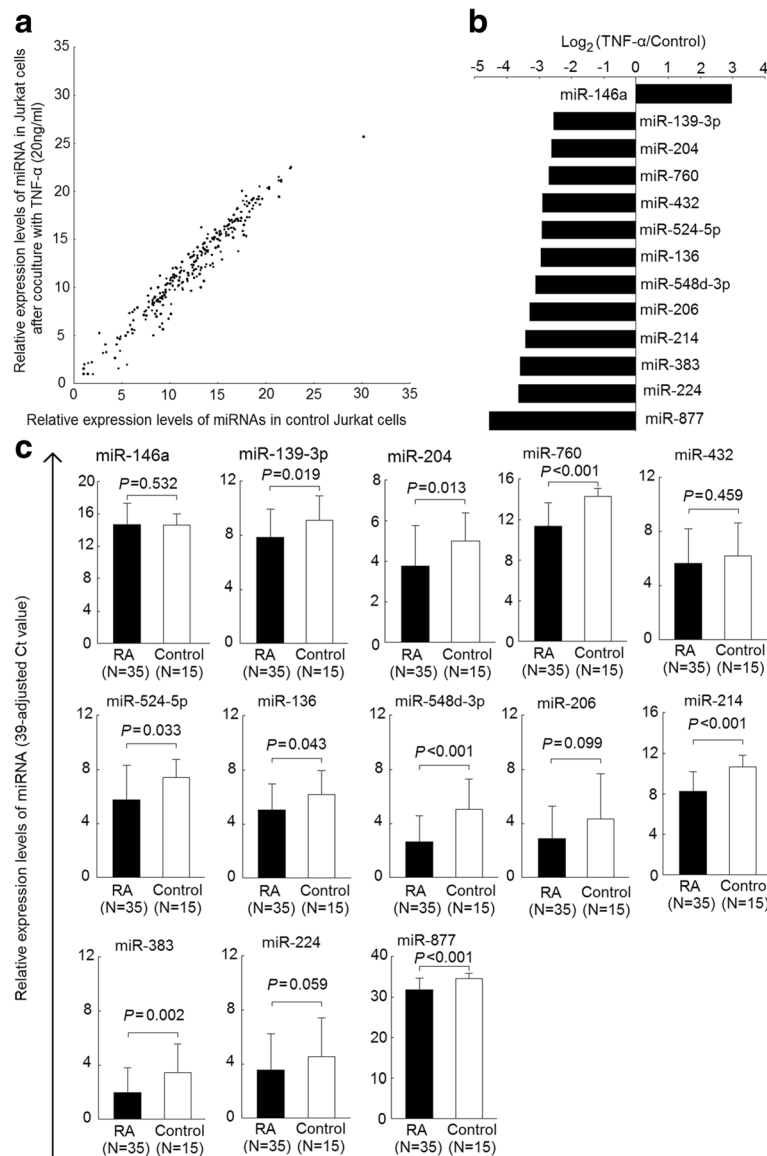 a
Relative expression levels of miRNA in Jurkat cells
after coculture with TNF-α (20ng/ml)
35
30
25
20
15
10
5
0
0 5 10 15 20 25 30 35
Relative expression levels of miRNAs in control Jurkat cells
b
Log2 (TNF-α/Control)
-5 -4 -3 -2 -1 0 1 2 3 4
miR-146a
miR-139-3p
miR-204
miR-760
miR-432
miR-524-5p
miR-136
miR-548d-3p
miR-206
miR-214
miR-383
miR-224
miR-877
c
Relative expression levels of miRNA (39-adjusted Ct value)
miR-146a
P=0.532
20
16
12
8
4
0
RA Control
(N=35) (N=15)
miR-139-3p
P=0.019
12
8
4
0
RA Control
(N=35) (N=15)
miR-204
P=0.013
8
6
4
2
0
RA Control
(N=35) (N=15)
miR-760
P<0.001
16
12
8
4
0
RA Control
(N=35) (N=15)
miR-432
P=0.459
12
8
4
0
RA Control
(N=35) (N=15)
miR-524-5p
P=0.033
12
8
4
0
RA Control
(N=35) (N=15)
miR-136
P=0.043
12
8
4
0
RA Control
(N=35) (N=15)
miR-548d-3p
P<0.001
12
8
4
0
RA Control
(N=35) (N=15)
miR-206
P=0.099
12
8
4
0
RA Control
(N=35) (N=15)
miR-214
P<0.001
16
12
8
4
0
RA Control
(N=35) (N=15)
miR-383
P=0.002
12
8
4
0
RA Control
(N=35) (N=15)
miR-224
P=0.059
12
8
4
0
RA Control
(N=35) (N=15)
miR-877
P<0.001
40
30
20
10
0
RA Control
(N=35) (N=15)